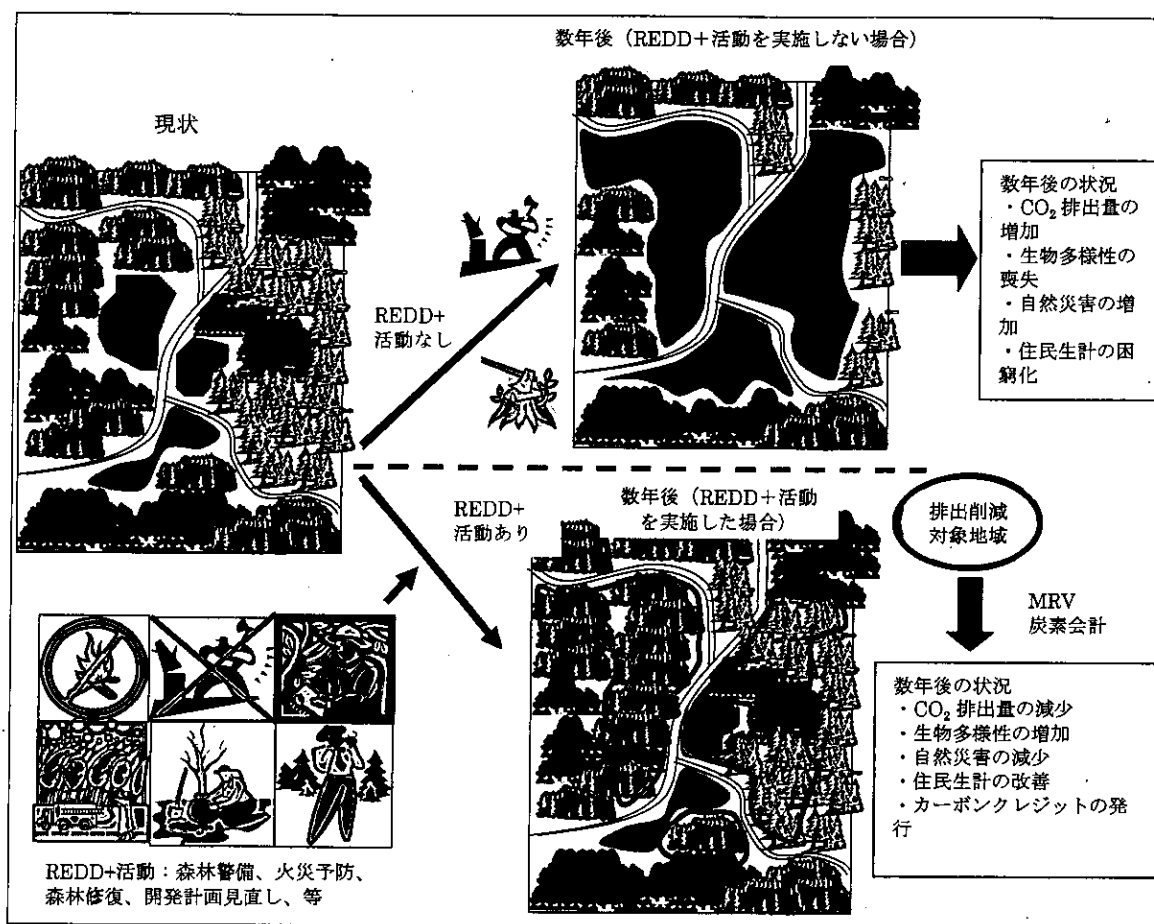 数年後(REDD+活動を実施しない場合)
現状
REDD+
活動なし
数年後の状況
・CO₂排出量の
増加
・生物多様性の
喪失
・自然災害の増
加
・住民生計の困
窮化
REDD+
活動あり
数年後(REDD+活動
を実施した場合)
排出削減
対象地域
MRV
炭素会計
数年後の状況
・CO₂排出量の減少
・生物多様性の増加
・自然災害の減少
・住民生計の改善
・カーボンクレジットの発
行
REDD+活動:森林警備、火災予防、
森林修復、開発計画見直し、等